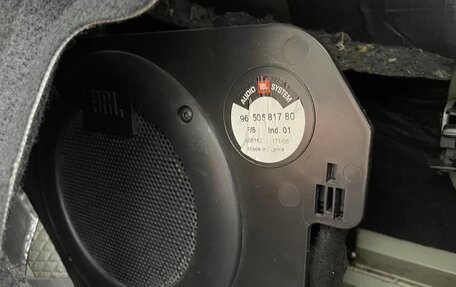 JBL
AUDIO JBL SYSTEM
96 505 817 80
Ind. 01
Made in France